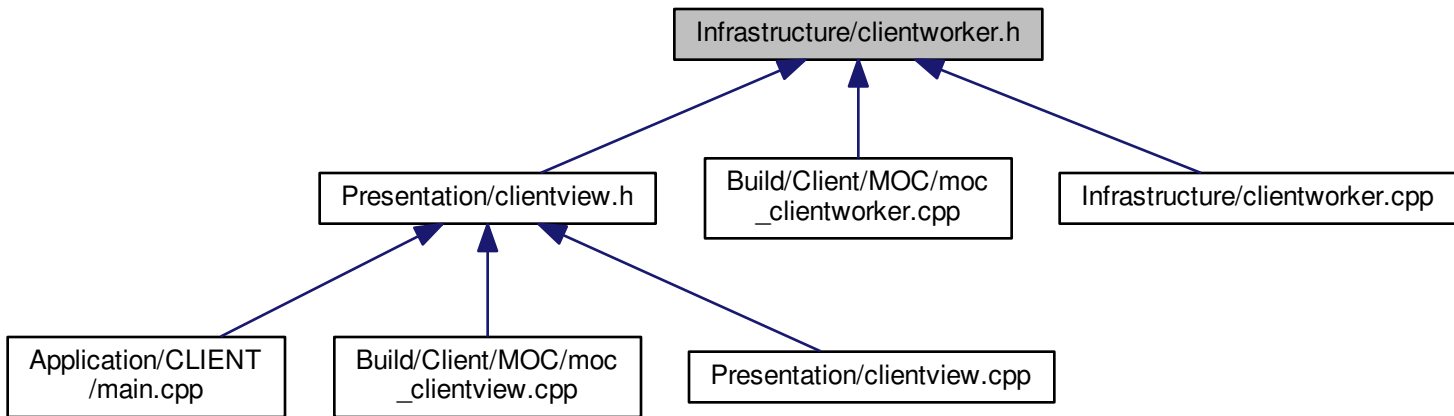 Infrastructure/clientworker.h
Presentation/clientview.h
Build/Client/MOC/moc
_clientworker.cpp
Infrastructure/clientworker.cpp
Application/CLIENT
/main.cpp
Build/Client/MOC/moc
_clientview.cpp
Presentation/clientview.cpp